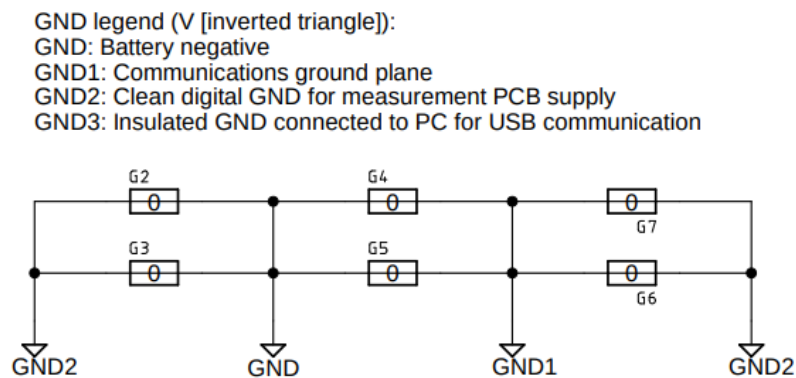 GND legend (V [inverted triangle]):
GND: Battery negative
GND1: Communications ground plane
GND2: Clean digital GND for measurement PCB supply
GND3: Insulated GND connected to PC for USB communication
G2 G4
0 0 0
G7
G3 G5
0 0 0
G6
GND2 GND GND1 GND2